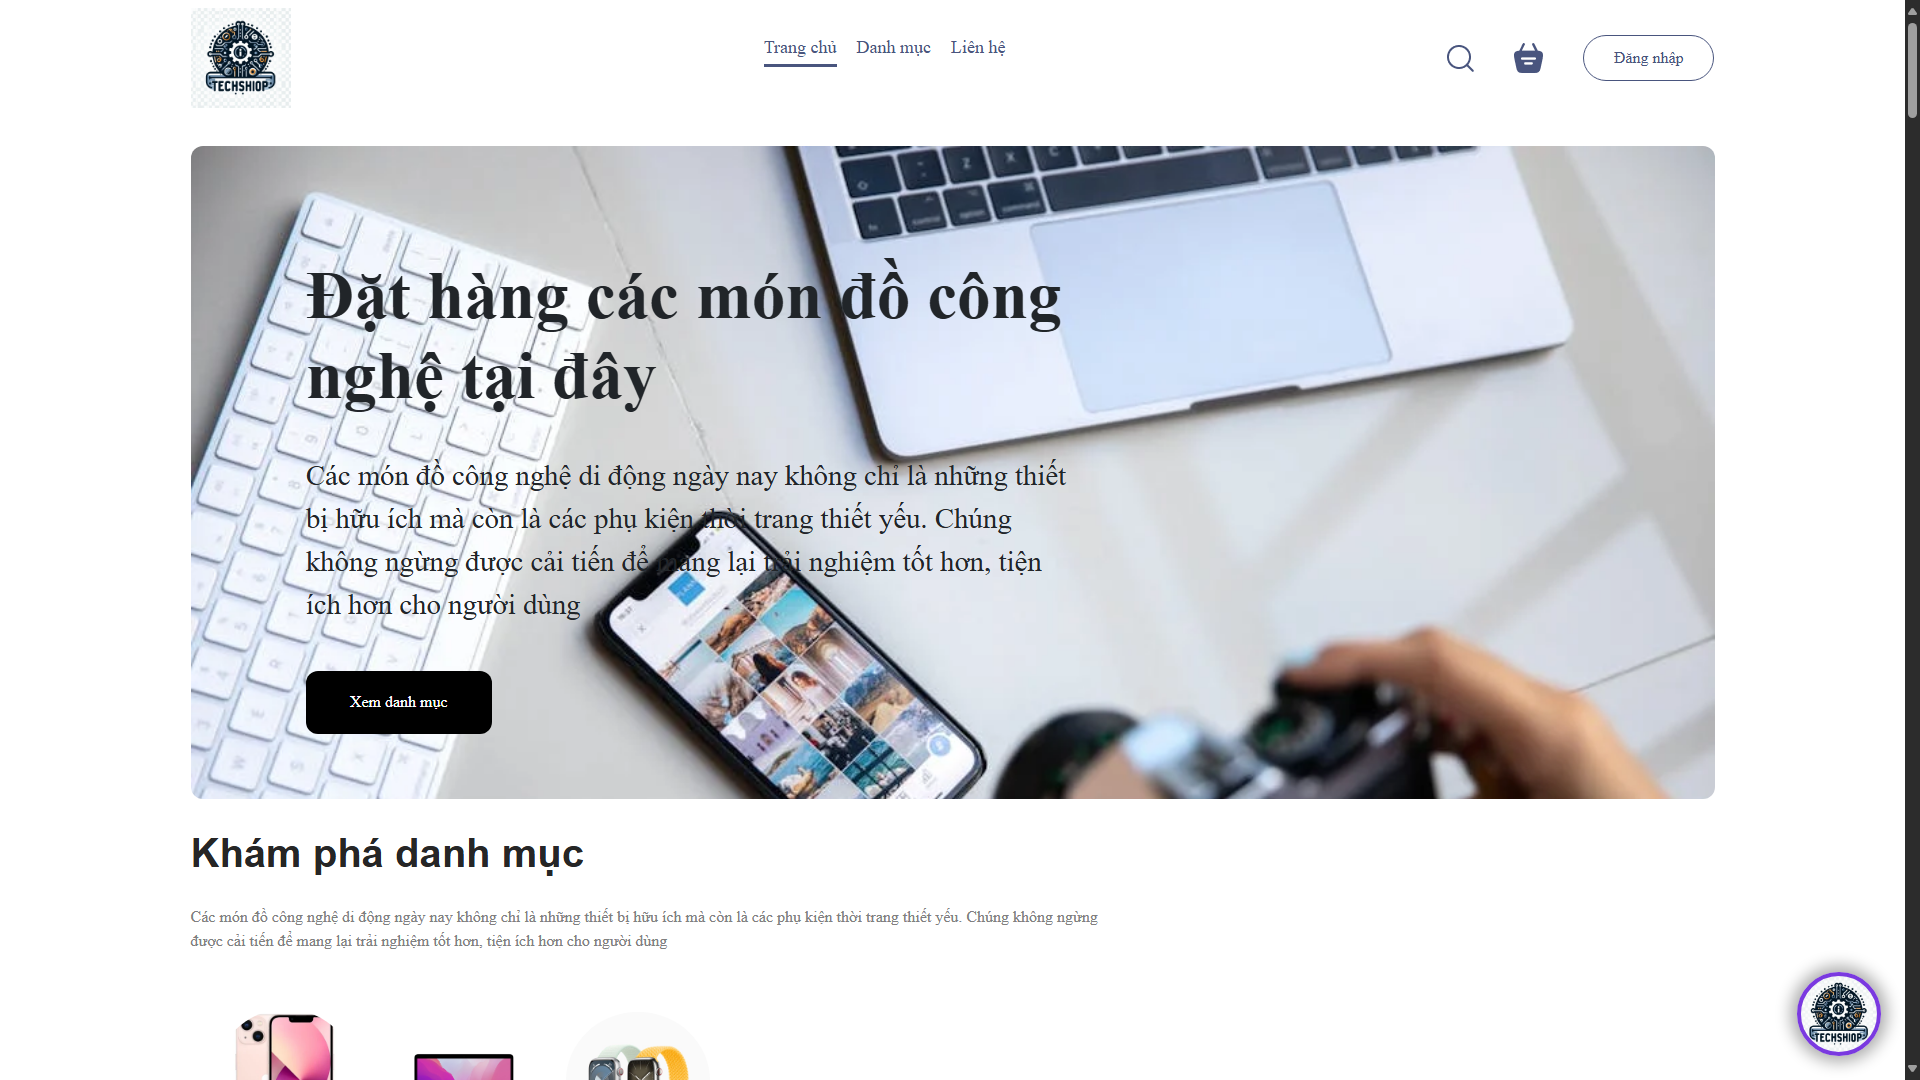 TECHSHIOP
Trang chủ
Danh mục
Liên hệ
Đăng nhập
Đặt hàng các món đồ công
nghệ tại đây
Các món đồ công nghệ di động ngày nay không chỉ là những thiết
bị hữu ích mà còn là các phụ kiện thời trang thiết yếu. Chúng
không ngừng được cải tiến để mang lại trải nghiệm tốt hơn, tiện
ích hơn cho người dùng
Xem danh mục
Khám phá danh mục
Các món đồ công nghệ di động ngày nay không chỉ là những thiết bị hữu ích mà còn là các phụ kiện thời trang thiết yếu. Chúng không ngừng
được cải tiến để mang lại trải nghiệm tốt hơn, tiện ích hơn cho người dùng
TECHSHIOP